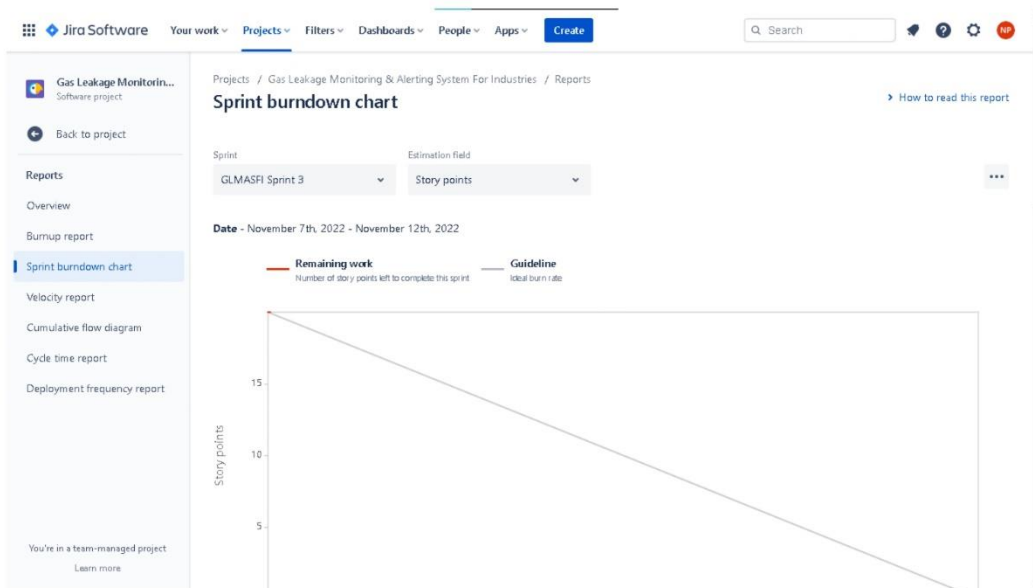 Jira Software Your work Projects Filters Dashboards People Apps Create Search NP
Gas Leakage Monitorin...
Software project
Back to project
Reports
Overview
Burnup report
Sprint burndown chart
Velocity report
Cumulative flow diagram
Cycle time report
Deployment frequency report
You're in a team-managed project
Learn more
Projects / Gas Leakage Monitoring & Alerting System For Industries / Reports
Sprint burndown chart
How to read this report
Sprint Estimation field
GLMASFI Sprint 3 Story points
Date - November 7th, 2022 - November 12th, 2022
Remaining work Guideline
Number of story points left to complete this sprint Ideal burn rate
15
10
5
Story points